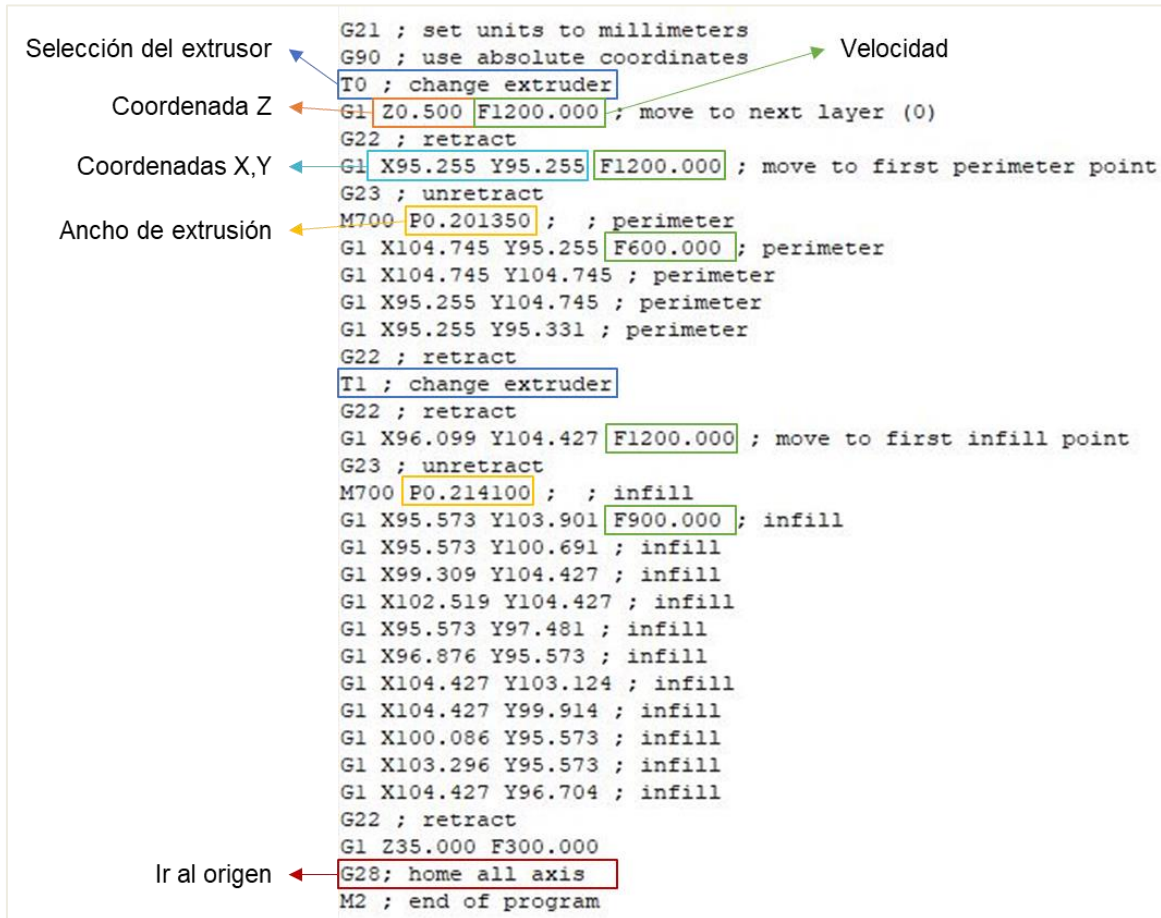 G21 ; set units to millimeters
Selección del extrusor
Velocidad
G90 ; use absolute coordinates
T0 ; change extruder
Coordenada Z
G1 Z0.500 F1200.000 ; move to next layer (0)
G22 ; retract
Coordenadas X,Y
G1 X95.255 Y95.255 F1200.000 ; move to first perimeter point
G23 ; unretract
Ancho de extrusión
M700 P0.201350 ;  ; perimeter
G1 X104.745 Y95.255 F600.000 ; perimeter
G1 X104.745 Y104.745 ; perimeter
G1 X95.255 Y104.745 ; perimeter
G1 X95.255 Y95.331 ; perimeter
G22 ; retract
T1 ; change extruder
G22 ; retract
G1 X96.099 Y104.427 F1200.000 ; move to first infill point
G23 ; unretract
M700 P0.214100 ;  ; infill
G1 X95.573 Y103.901 F900.000 ; infill
G1 X95.573 Y100.691 ; infill
G1 X99.309 Y104.427 ; infill
G1 X102.519 Y104.427 ; infill
G1 X95.573 Y97.481 ; infill
G1 X96.876 Y95.573 ; infill
G1 X104.427 Y103.124 ; infill
G1 X104.427 Y99.914 ; infill
G1 X100.086 Y95.573 ; infill
G1 X103.296 Y95.573 ; infill
G1 X104.427 Y96.704 ; infill
G22 ; retract
G1 Z35.000 F300.000
Ir al origen
G28; home all axis
M2 ; end of program